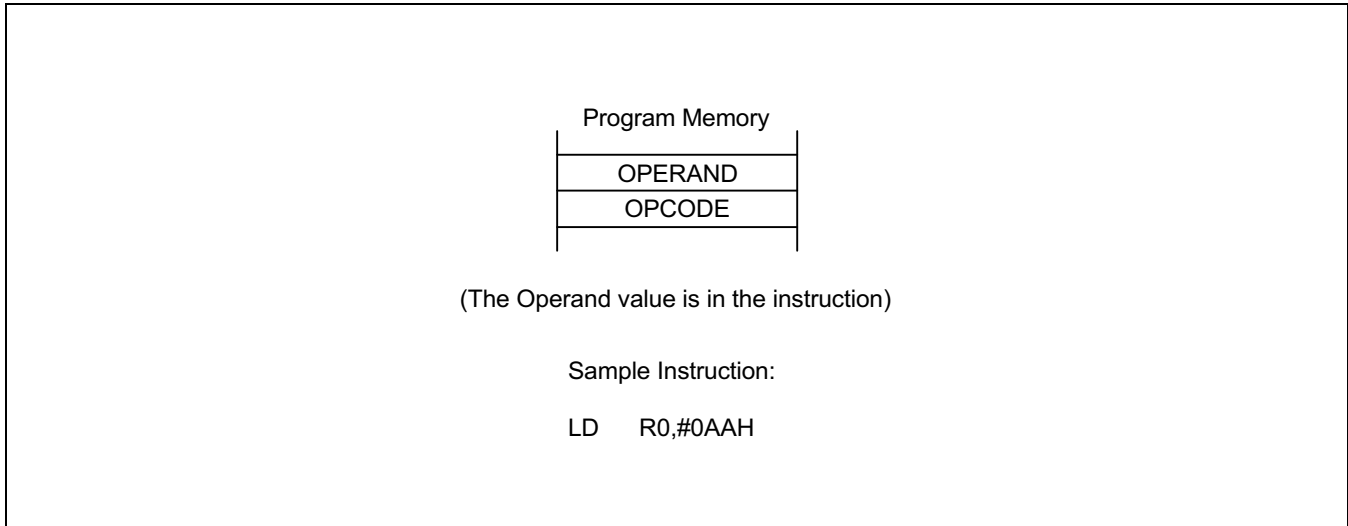 Program Memory
OPERAND
OPCODE
(The Operand value is in the instruction)
Sample Instruction:
LD R0,#0AAH